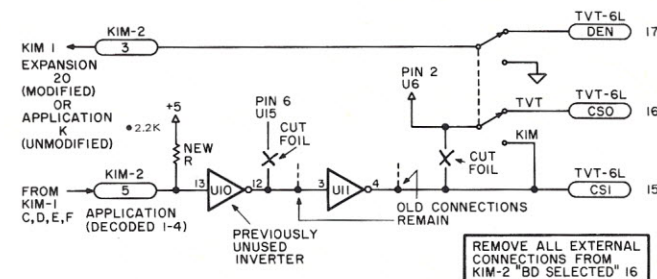 KIM-2
3
KIM 1
EXPANSION
20
(MODIFIED)
OR
APPLICATION
K
(UNMODIFIED)
+5
• 2.2K
NEW
R
PIN 6
U15
CUT
FOIL
PIN 2
U6
TVT-6L
DEN 17
TVT-6L
TVT
CSO 16
KIM
CUT
FOIL
FROM
KIM-1
C,D,E,F
KIM-2
5
APPLICATION
(DECODED 1-4)
13 U10 12
3 U11 4
OLD CONNECTIONS
REMAIN
PREVIOUSLY
UNUSED
INVERTER
TVT-6L
CSI 15
REMOVE ALL EXTERNAL
CONNECTIONS FROM
KIM-2 "BD SELECTED" 16